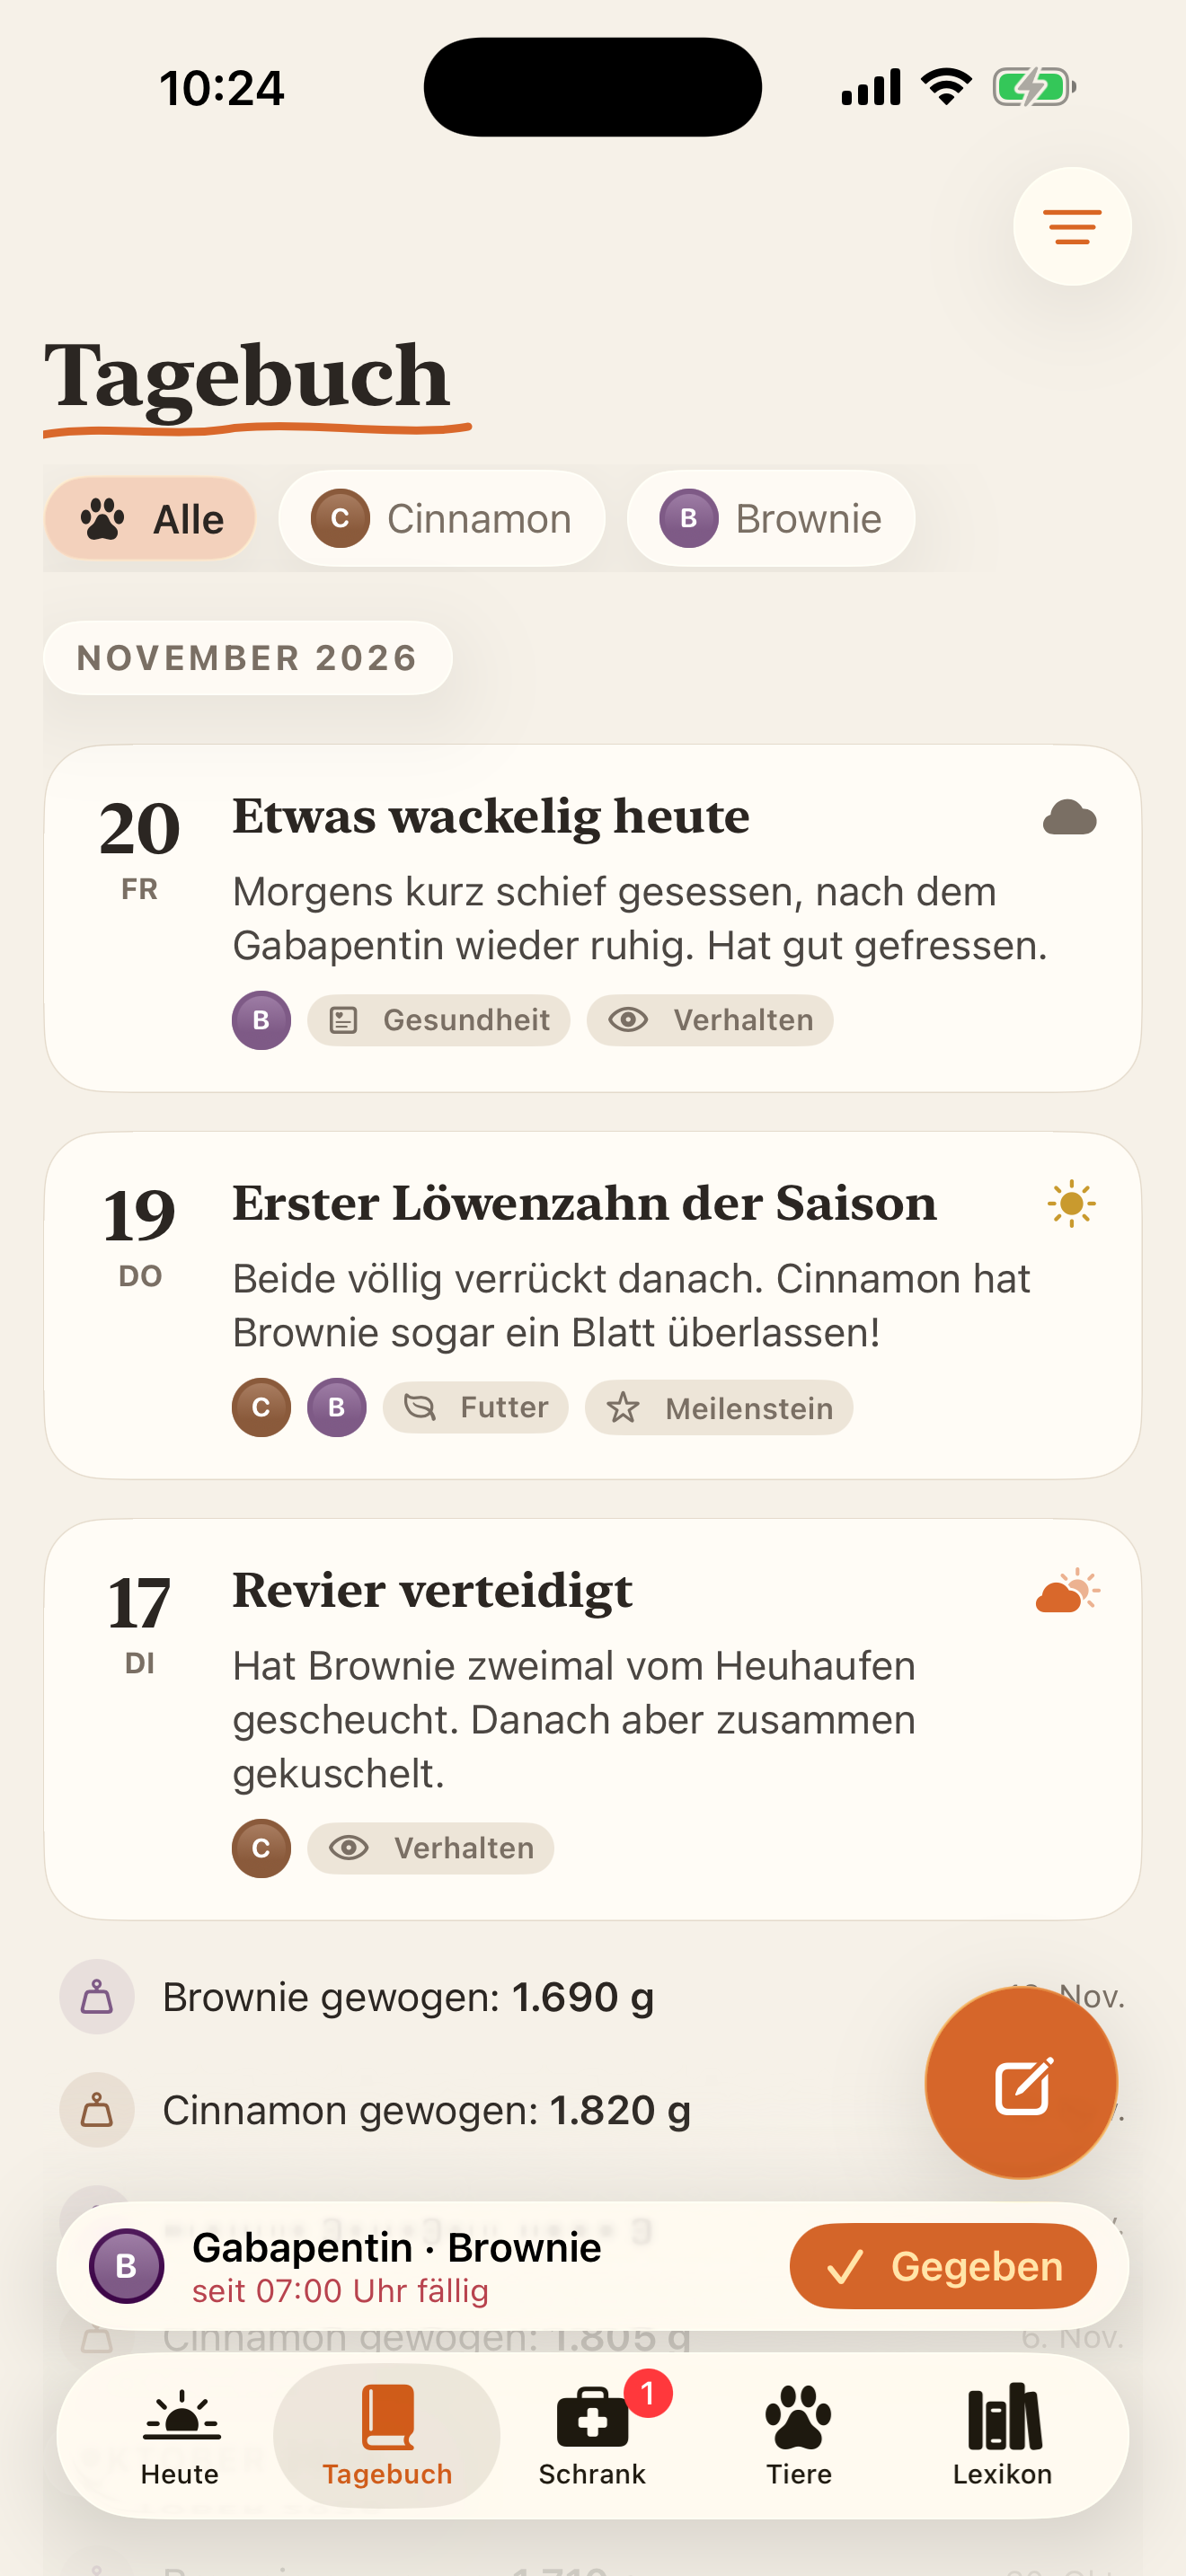 10:24
Tagebuch
Alle
C Cinnamon
B Brownie
NOVEMBER 2026
20
FR
Etwas wackelig heute
Morgens kurz schief gesessen, nach dem
Gabapentin wieder ruhig. Hat gut gefressen.
B Gesundheit Verhalten
19
DO
Erster Löwenzahn der Saison
Beide völlig verrückt danach. Cinnamon hat
Brownie sogar ein Blatt überlassen!
C B Futter Meilenstein
17
DI
Revier verteidigt
Hat Brownie zweimal vom Heuhaufen
gescheucht. Danach aber zusammen
gekuschelt.
C Verhalten
Brownie gewogen: 1.690 g Nov.
Cinnamon gewogen: 1.820 g
B Gabapentin · Brownie
seit 07:00 Uhr fällig
Gegeben
Cinnamon gewogen: 1.805 g 6. Nov.
1
Heute
Tagebuch
Schrank
Tiere
Lexikon